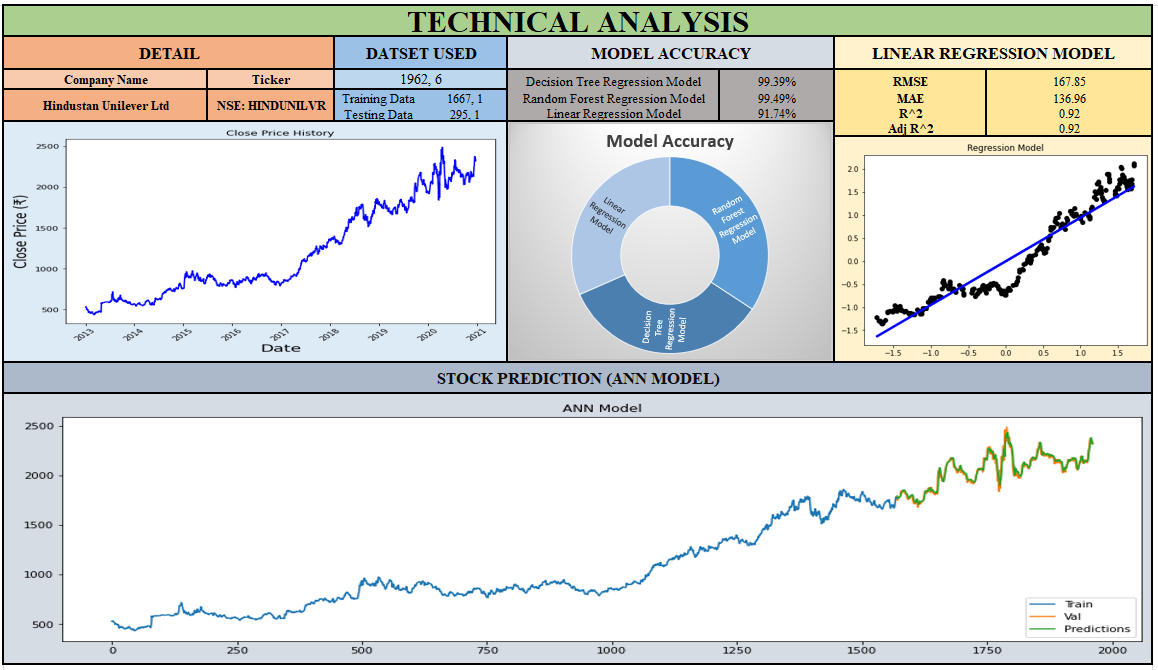 TECHNICAL ANALYSIS
DETAIL
DATSET USED
MODEL ACCURACY
LINEAR REGRESSION MODEL
Company Name
Ticker
1962, 6
Hindustan Unilever Ltd
NSE: HINDUNILVR
Training Data 1667, 1
Testing Data 295, 1
Decision Tree Regression Model 99.39%
Random Forest Regression Model 99.49%
Linear Regression Model 91.74%
RMSE 167.85
MAE 136.96
R^2 0.92
Adj R^2 0.92
Close Price History
Close Price (₹)
2500
2000
1500
1000
500
2013 2014 2015 2016 2017 2018 2019 2020 2021
Date
Model Accuracy
Linear
Regression
Model
Random
Forest
Regression
Model
Decision
Tree
Regression
Model
Regression Model
2.0
1.5
1.0
0.5
0.0
−0.5
−1.0
−1.5
−1.5 −1.0 −0.5 0.0 0.5 1.0 1.5
STOCK PREDICTION (ANN MODEL)
ANN Model
2500
2000
1500
1000
500
0 250 500 750 1000 1250 1500 1750 2000
Train
Val
Predictions